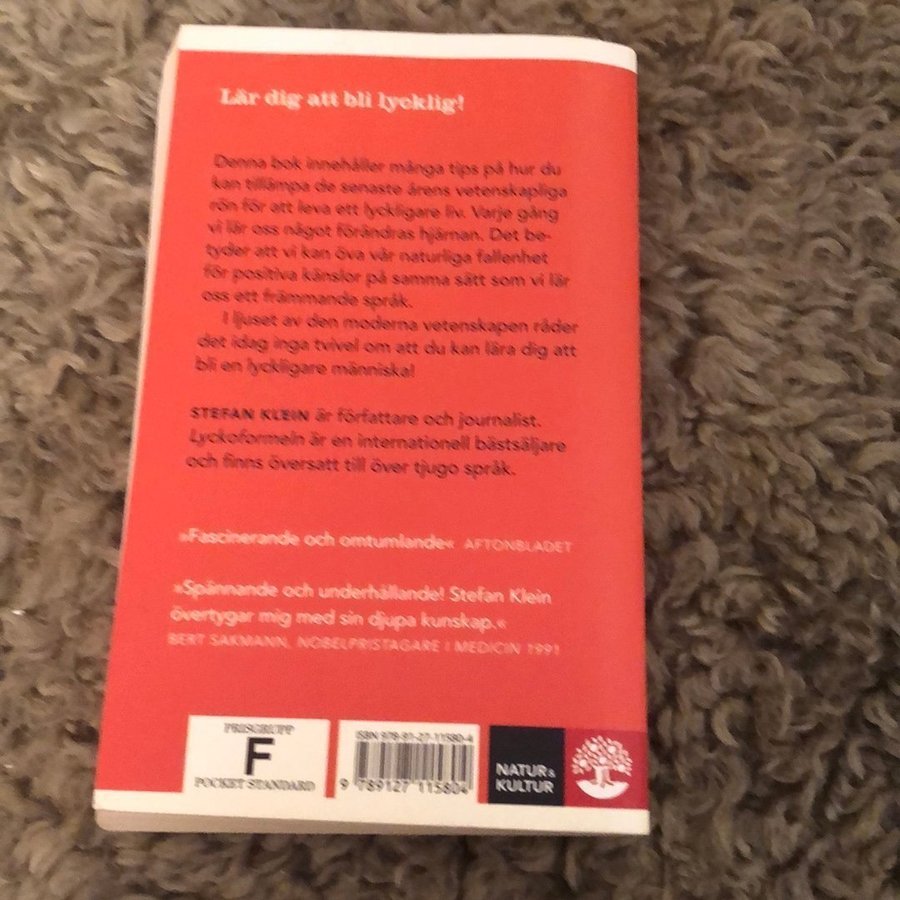 Lär dig att bli lycklig!
Denna bok innehåller många tips på hur du
kan tillämpa de senaste årens vetenskapliga
rön för att leva ett lyckligare liv. Varje gång
vi lär oss något förändras hjärnan. Det be-
tyder att vi kan öva vår naturliga fallenhet
för positiva känslor på samma sätt som vi lär
oss ett främmande språk.
I ljuset av den moderna vetenskapen råder
det idag inga tvivel om att du kan lära dig att
bli en lyckligare människa!
STEFAN KLEIN är författare och journalist.
Lyckoformeln är en internationell bästsäljare
och finns översatt till över tjugo språk.
»Fascinerande och omtumlande« AFTONBLADET
»Spännande och underhållande! Stefan Klein
övertygar mig med sin djupa kunskap.«
BERT SAKMANN, NOBELPRISTAGARE I MEDICIN 1991
PRISGRUPP
F
POCKET STANDARD
ISBN 978-91-27-11580-4
9 789127 115804
NATUR &
KULTUR